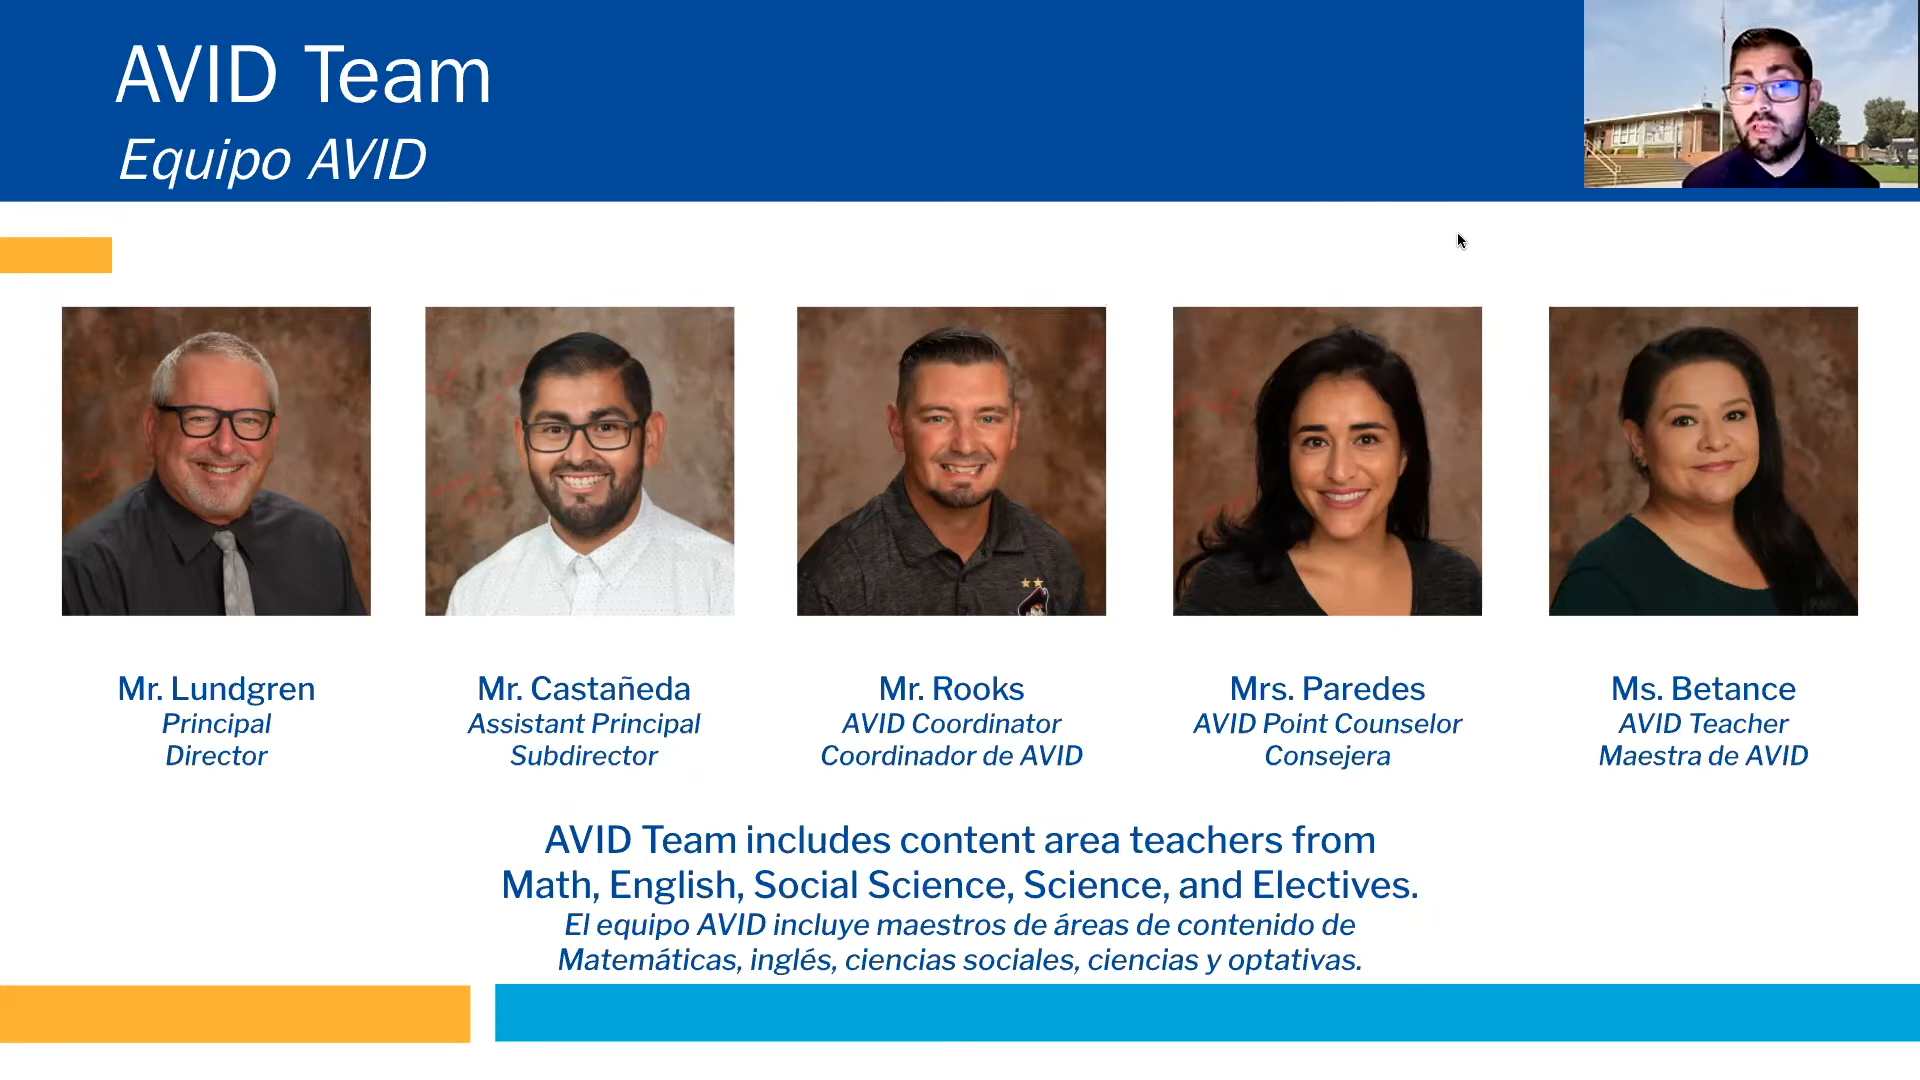 AVID Team
Equipo AVID
Mr. Lundgren
Principal
Director
Mr. Castañeda
Assistant Principal
Subdirector
Mr. Rooks
AVID Coordinator
Coordinador de AVID
Mrs. Paredes
AVID Point Counselor
Consejera
Ms. Betance
AVID Teacher
Maestra de AVID
AVID Team includes content area teachers from
Math, English, Social Science, Science, and Electives.
El equipo AVID incluye maestros de áreas de contenido de
Matemáticas, inglés, ciencias sociales, ciencias y optativas.